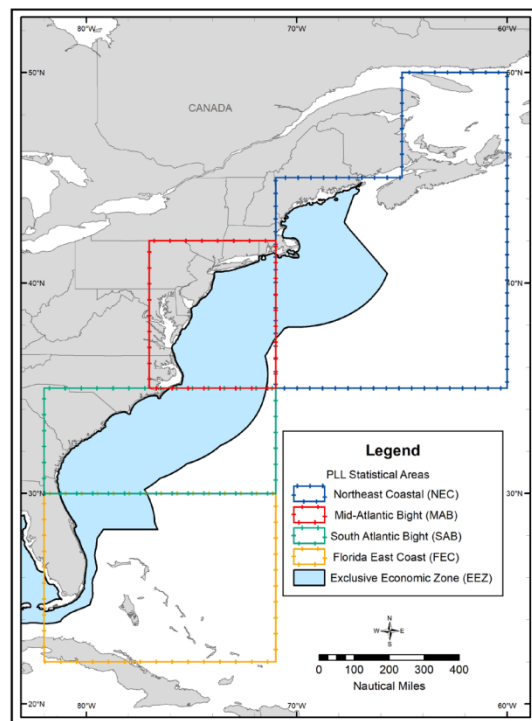 80°W
70°W
60°W
50°N
50°N
CANADA
40°N
40°N
30°N
30°N
Legend
PLL Statistical Areas
Northeast Coastal (NEC)
Mid-Atlantic Bight (MAB)
South Atlantic Bight (SAB)
Florida East Coast (FEC)
Exclusive Economic Zone (EEZ)
N
W E
S
0 100 200 300 400
Nautical Miles
20°N
80°W
70°W
60°W